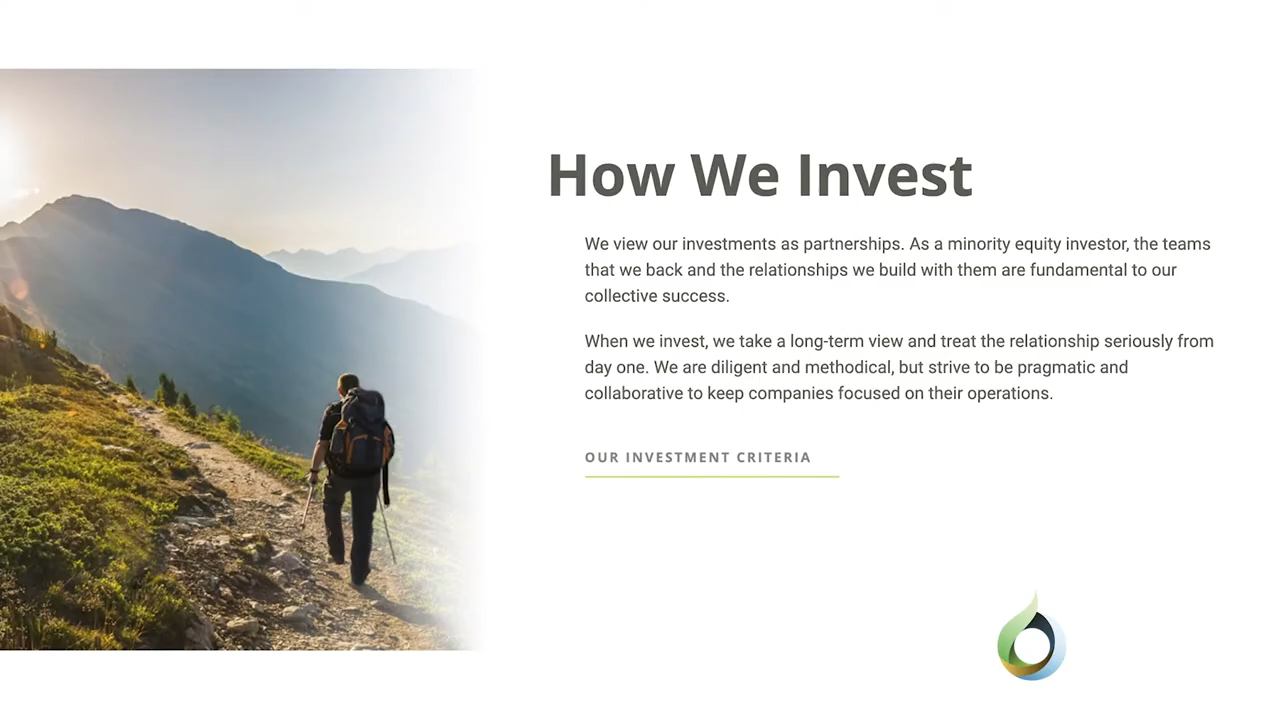 How We Invest
We view our investments as partnerships. As a minority equity investor, the teams
that we back and the relationships we build with them are fundamental to our
collective success.
When we invest, we take a long-term view and treat the relationship seriously from
day one. We are diligent and methodical, but strive to be pragmatic and
collaborative to keep companies focused on their operations.
OUR INVESTMENT CRITERIA